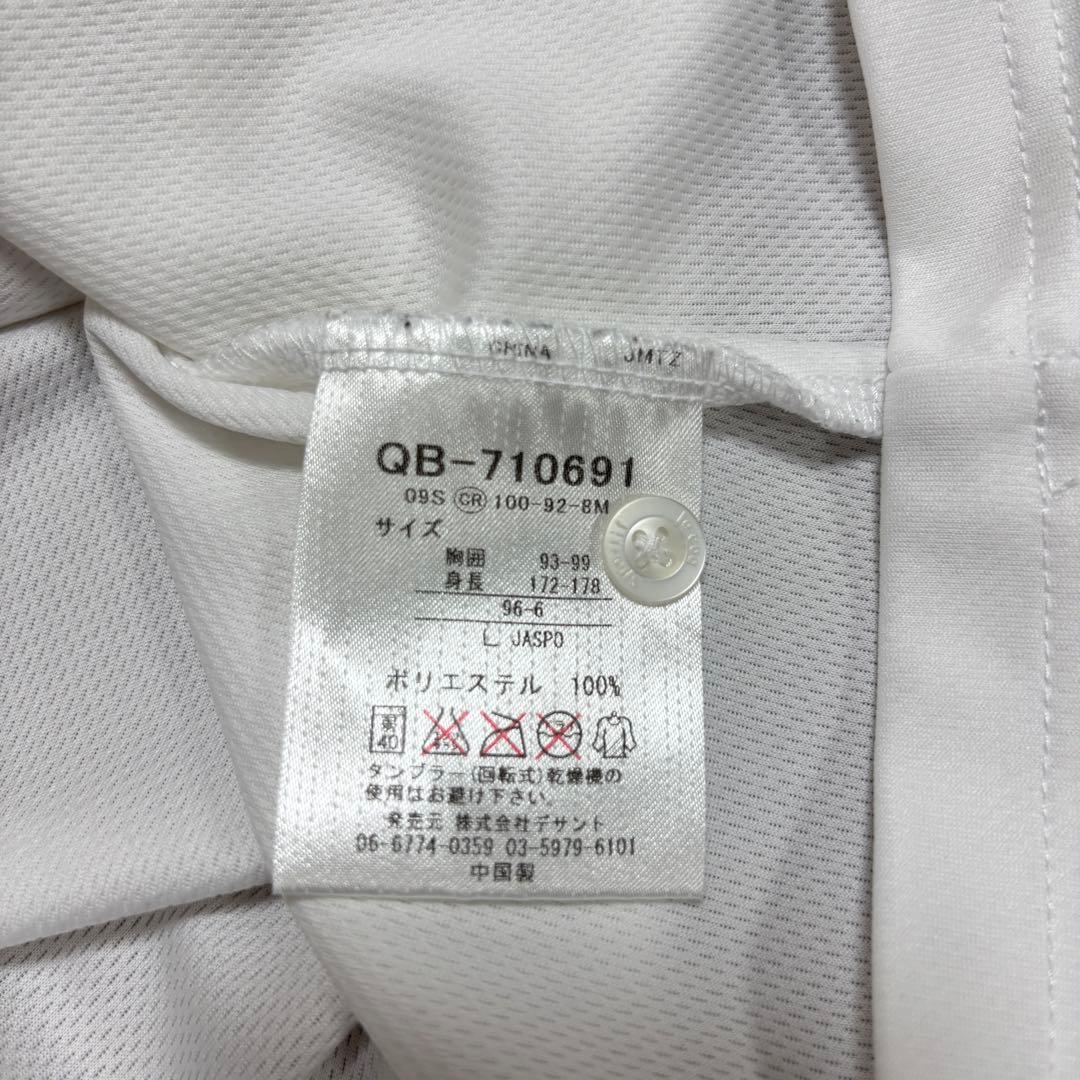 CHINA JMTZ
QB-710691
09S CR 100-92-8M
サイズ
胸囲 93-99
身長 172-178
96-6
L JASPO
ポリエステル 100%
40
タンブラー(回転式)乾燥機の
使用はお避け下さい。
発売元 株式会社デサント
06-6774-0359 03-5979-6101
中国製